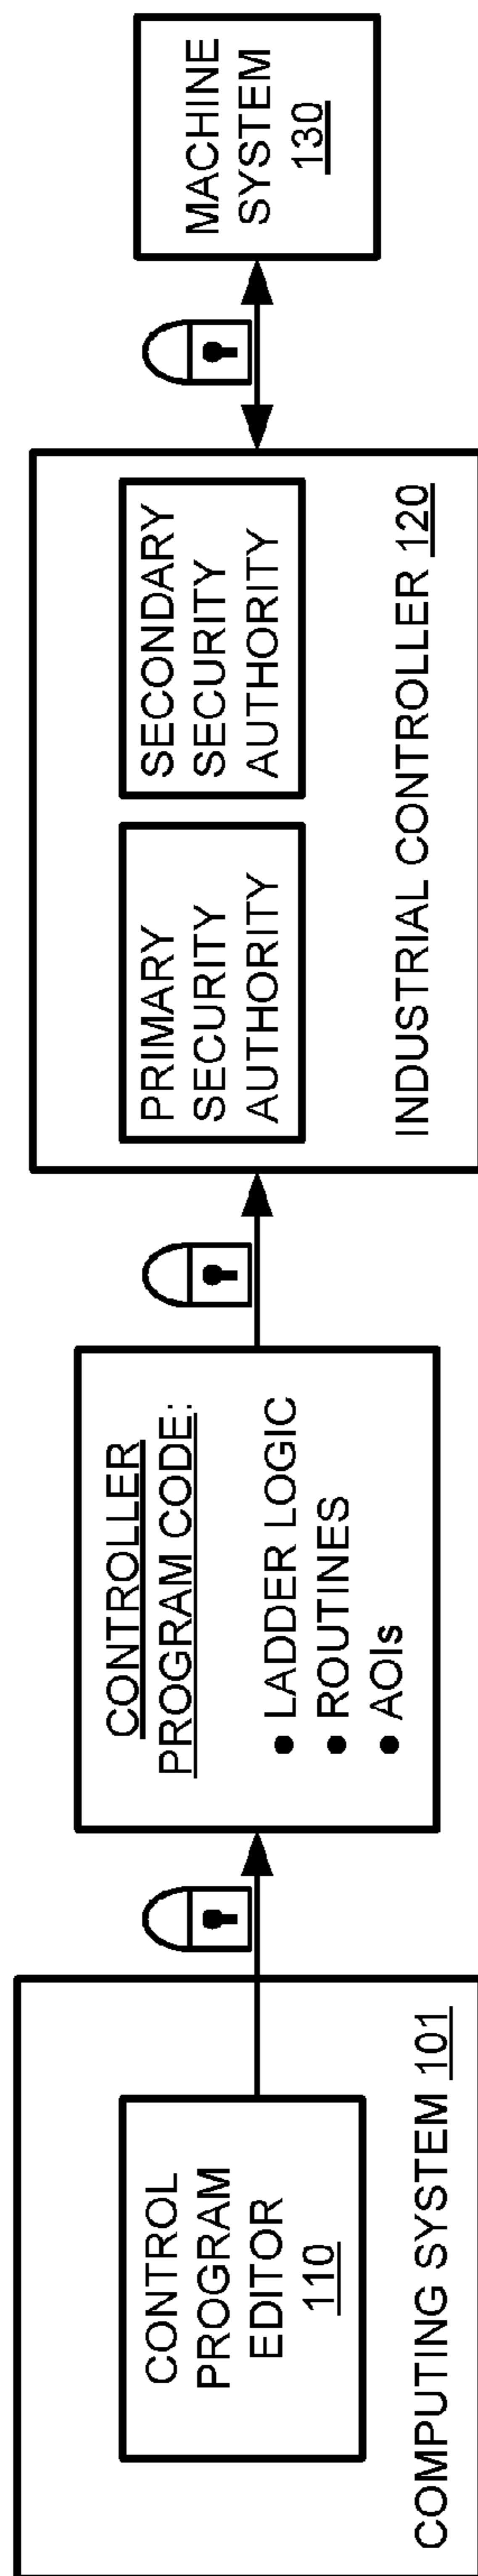 CONTROL
PROGRAM
EDITOR
110
COMPUTING SYSTEM 101
CONTROLLER
PROGRAM CODE:
● LADDER LOGIC
● ROUTINES
● AOIs
PRIMARY
SECURITY
AUTHORITY
SECONDARY
SECURITY
AUTHORITY
INDUSTRIAL CONTROLLER 120
MACHINE
SYSTEM
130